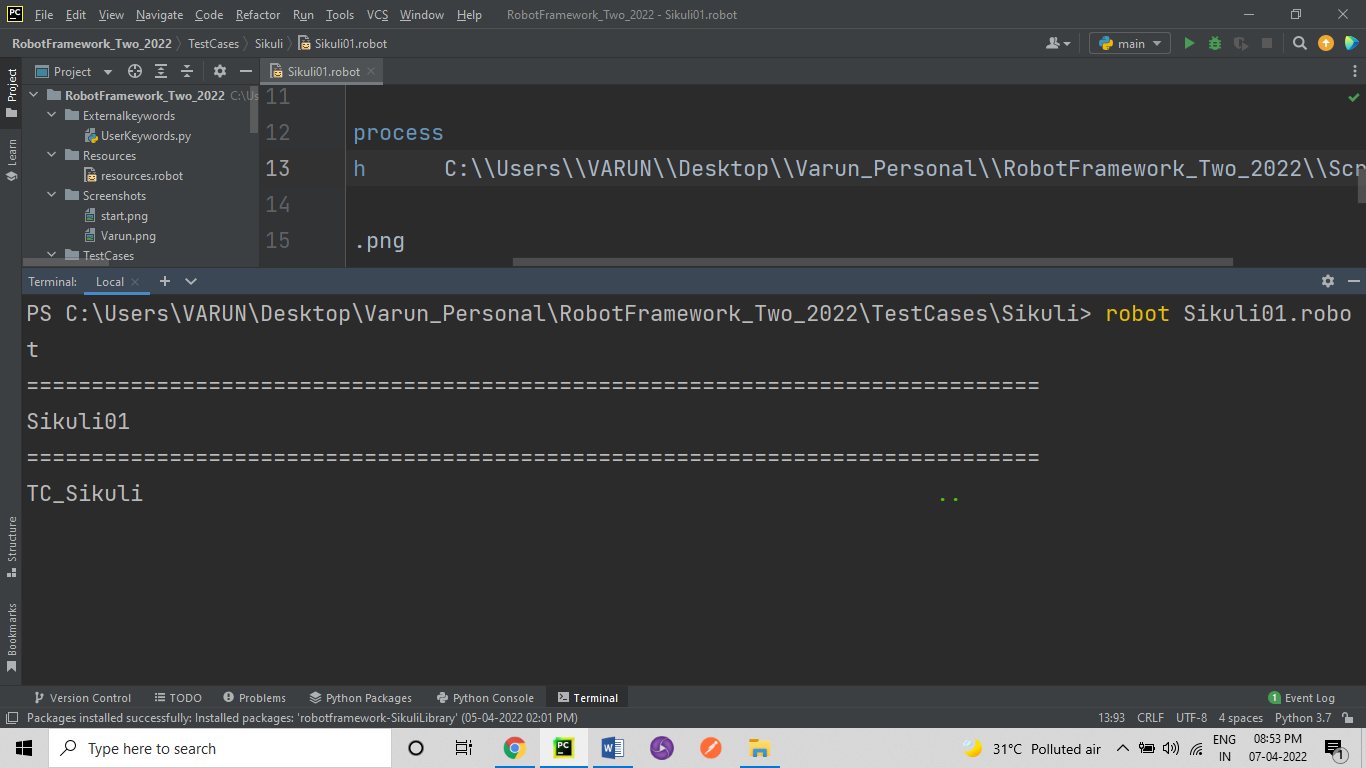 PC File Edit View Navigate Code Refactor Run Tools VCS Window Help RobotFramework_Two_2022 - Sikuli01.robot
RobotFramework_Two_2022 TestCases Sikuli Sikuli01.robot main
Project Sikuli01.robot
Project
RobotFramework_Two_2022 C:\Us
Externalkeywords
UserKeywords.py
Resources
resources.robot
Screenshots
start.png
Varun.png
TestCases
Learn
11
12 process
13 h C:\\Users\\VARUN\\Desktop\\Varun_Personal\\RobotFramework_Two_2022\\Scr
14
15 .png
Terminal: Local
PS C:\Users\VARUN\Desktop\Varun_Personal\RobotFramework_Two_2022\TestCases\Sikuli> robot Sikuli01.robo
t
==============================================================================
Sikuli01
==============================================================================
TC_Sikuli ..
Structure
Bookmarks
Version Control TODO Problems Python Packages Python Console Terminal 1 Event Log
Packages installed successfully: Installed packages: 'robotframework-SikuliLibrary' (05-04-2022 02:01 PM) 13:93 CRLF UTF-8 4 spaces Python 3.7
Type here to search PC W 31°C Polluted air ENG 08:53 PM
IN 07-04-2022 1